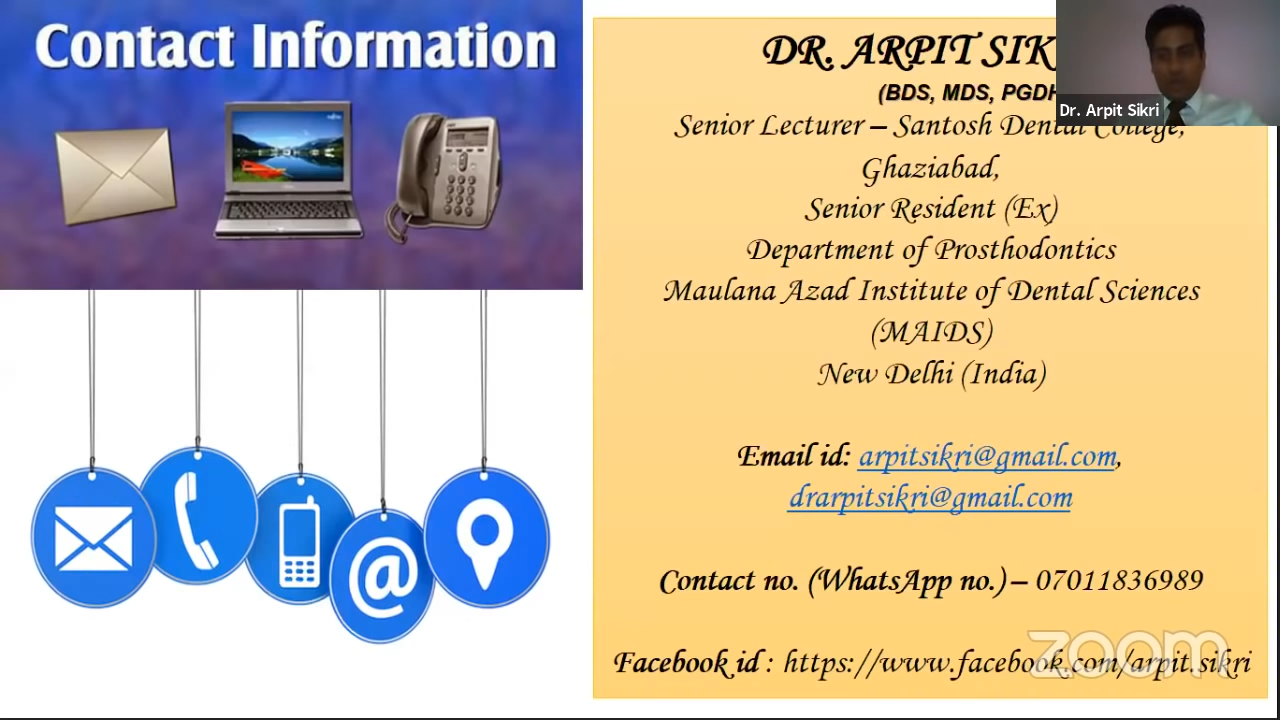 Contact Information
DR. ARPIT SIK
(BDS, MDS, PGDH
Dr. Arpit Sikri
Senior Lecturer – Santosh Dental College,
Ghaziabad,
Senior Resident (Ex)
Department of Prosthodontics
Maulana Azad Institute of Dental Sciences
(MAIDS)
New Delhi (India)
Email id: arpitsikri@gmail.com,
drarpitsikri@gmail.com
Contact no. (WhatsApp no.) – 07011836989
Facebook id : https://www.facebook.com/arpit.sikri
zoom